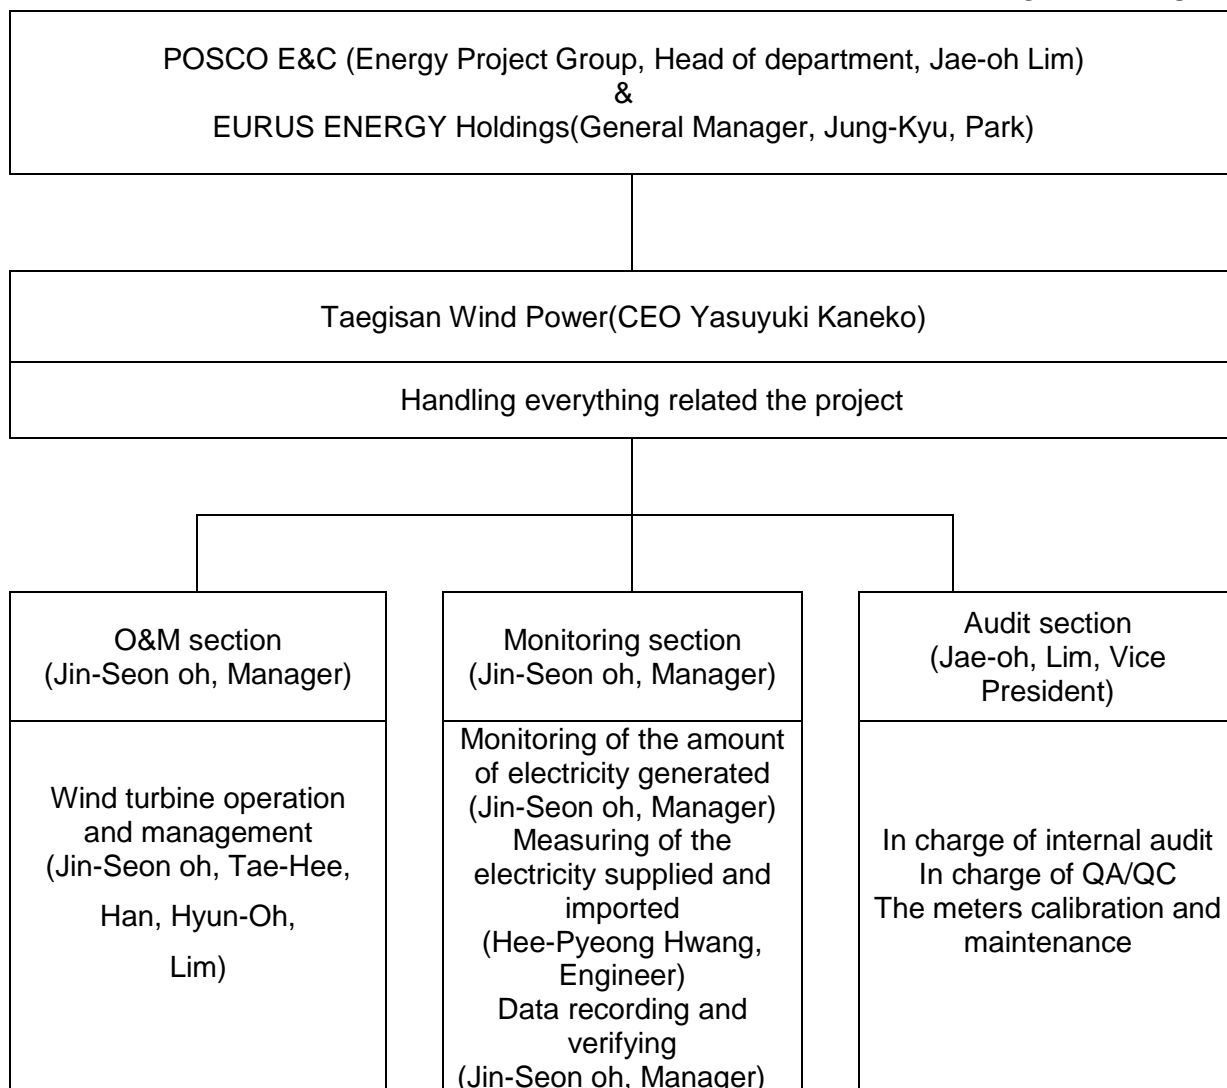 POSCO E&C (Energy Project Group, Head of department, Jae-oh Lim)
&
EURUS ENERGY Holdings(General Manager, Jung-Kyu, Park)
Taegisan Wind Power(CEO Yasuyuki Kaneko)
Handling everything related the project
O&M section
(Jin-Seon oh, Manager)
Wind turbine operation
and management
(Jin-Seon oh, Tae-Hee,
Han, Hyun-Oh,
Lim)
Monitoring section
(Jin-Seon oh, Manager)
Monitoring of the amount
of electricity generated
(Jin-Seon oh, Manager)
Measuring of the
electricity supplied and
imported
(Hee-Pyeong Hwang,
Engineer)
Data recording and
verifying
(Jin-Seon oh, Manager)
Audit section
(Jae-oh, Lim, Vice
President)
In charge of internal audit
In charge of QA/QC
The meters calibration and
maintenance